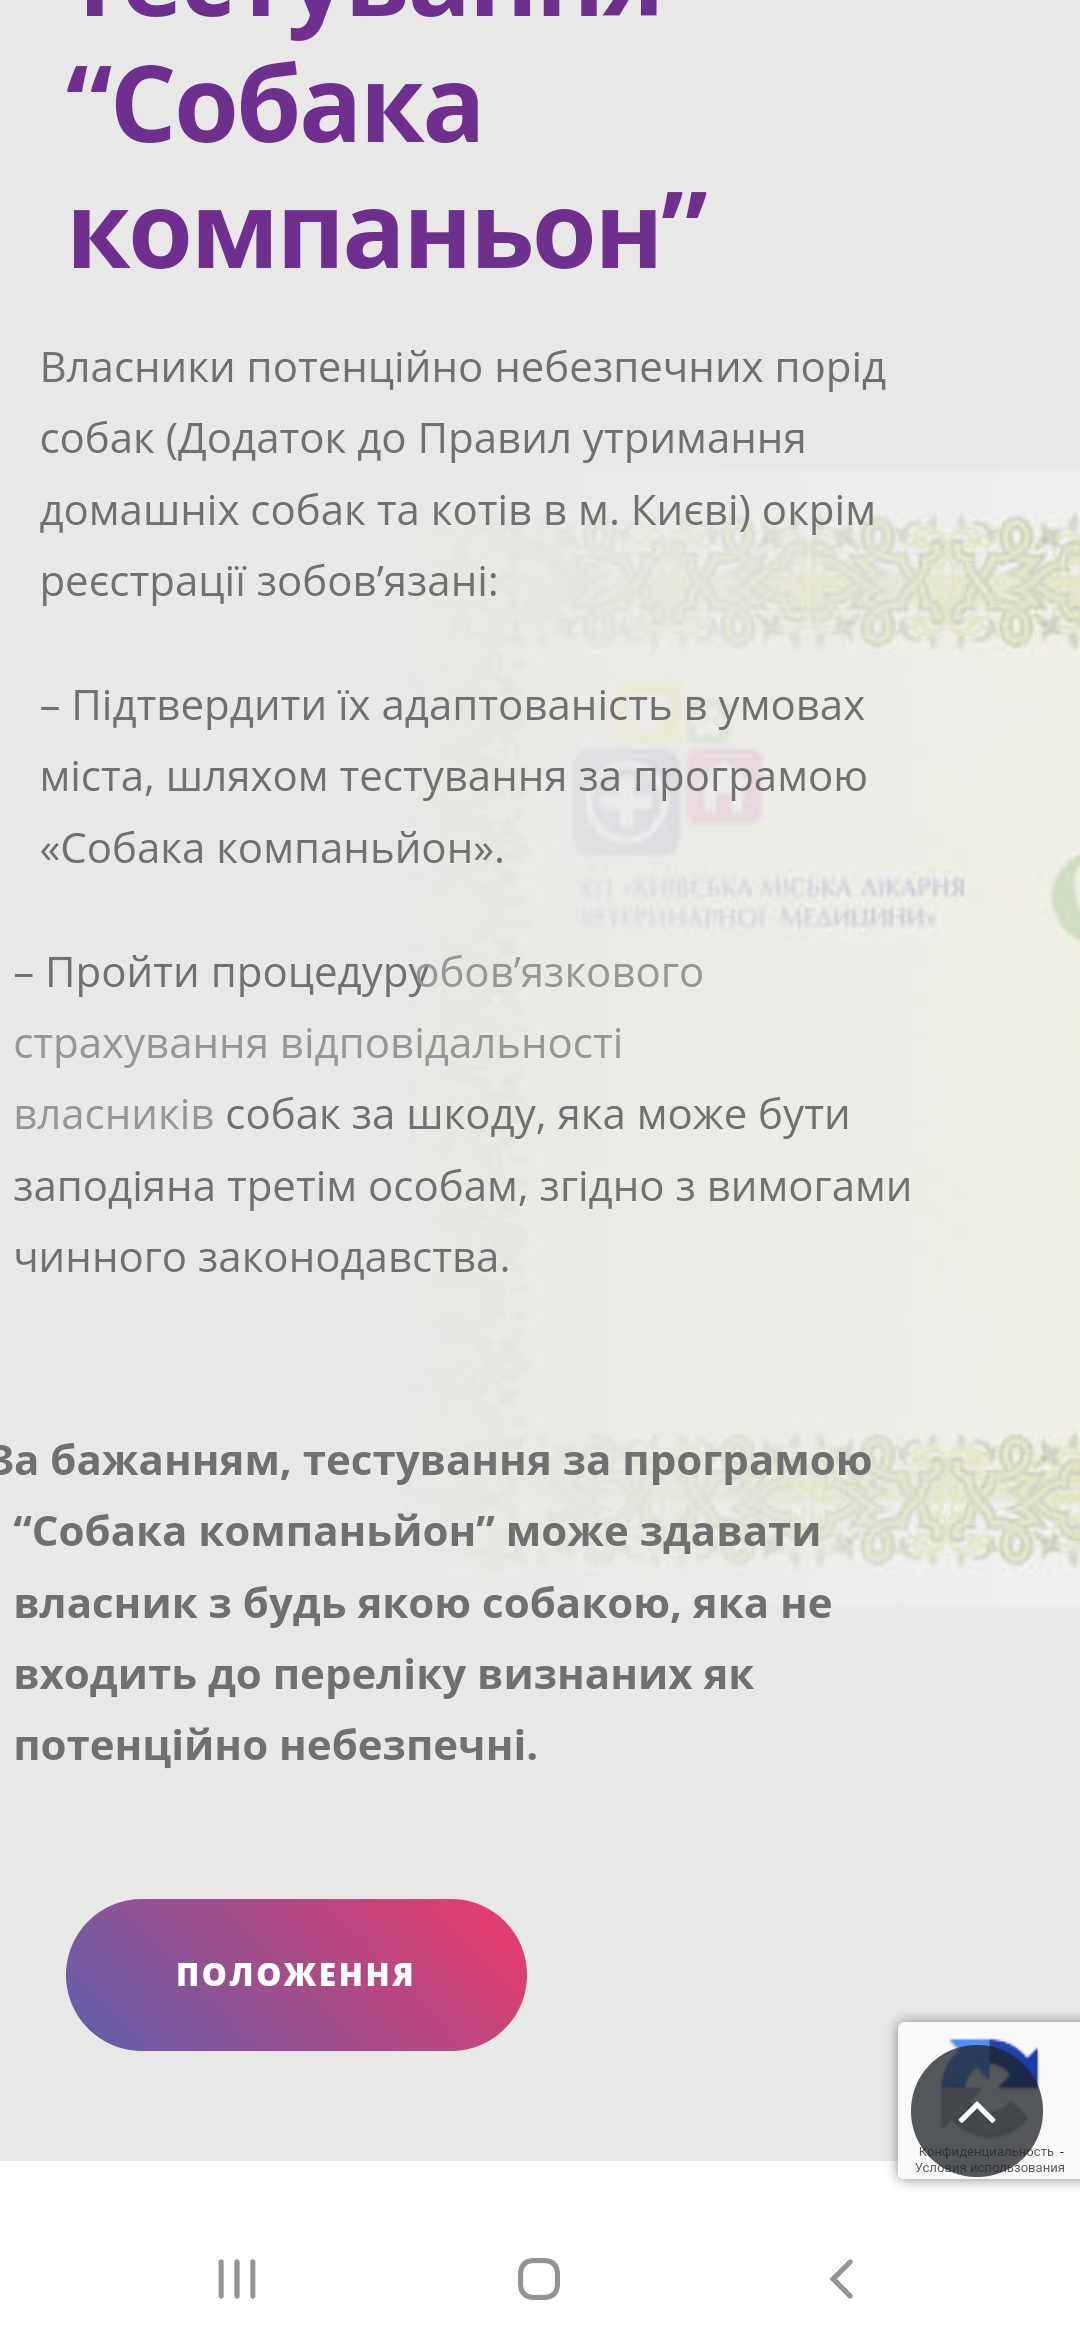 тестування
“Собака
компаньон”
Власники потенційно небезпечних порід
собак (Додаток до Правил утримання
домашніх собак та котів в м. Києві) окрім
реєстрації зобов’язані:
– Підтвердити їх адаптованість в умовах
міста, шляхом тестування за програмою
«Собака компаньйон».
КП «КИЇВСЬКА МІСЬКА ЛІКАРНЯ
ВЕТЕРИНАРНОЇ МЕДИЦИНИ»
– Пройти процедуру обов’язкового
страхування відповідальності
власників собак за шкоду, яка може бути
заподіяна третім особам, згідно з вимогами
чинного законодавства.
За бажанням, тестування за програмою
“Собака компаньйон” може здавати
власник з будь якою собакою, яка не
входить до переліку визнаних як
потенційно небезпечні.
ПОЛОЖЕННЯ
Конфиденциальность -
Условия использования